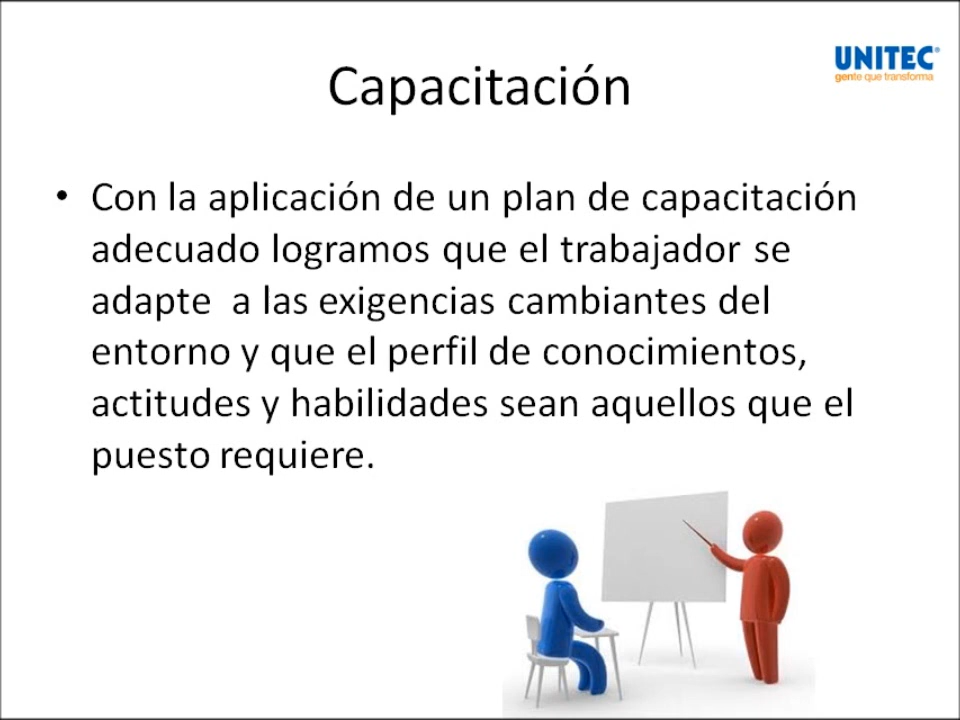 Capacitación
UNITEC®
gente que transforma
• Con la aplicación de un plan de capacitación
adecuado logramos que el trabajador se
adapte  a las exigencias cambiantes del
entorno y que el perfil de conocimientos,
actitudes y habilidades sean aquellos que el
puesto requiere.